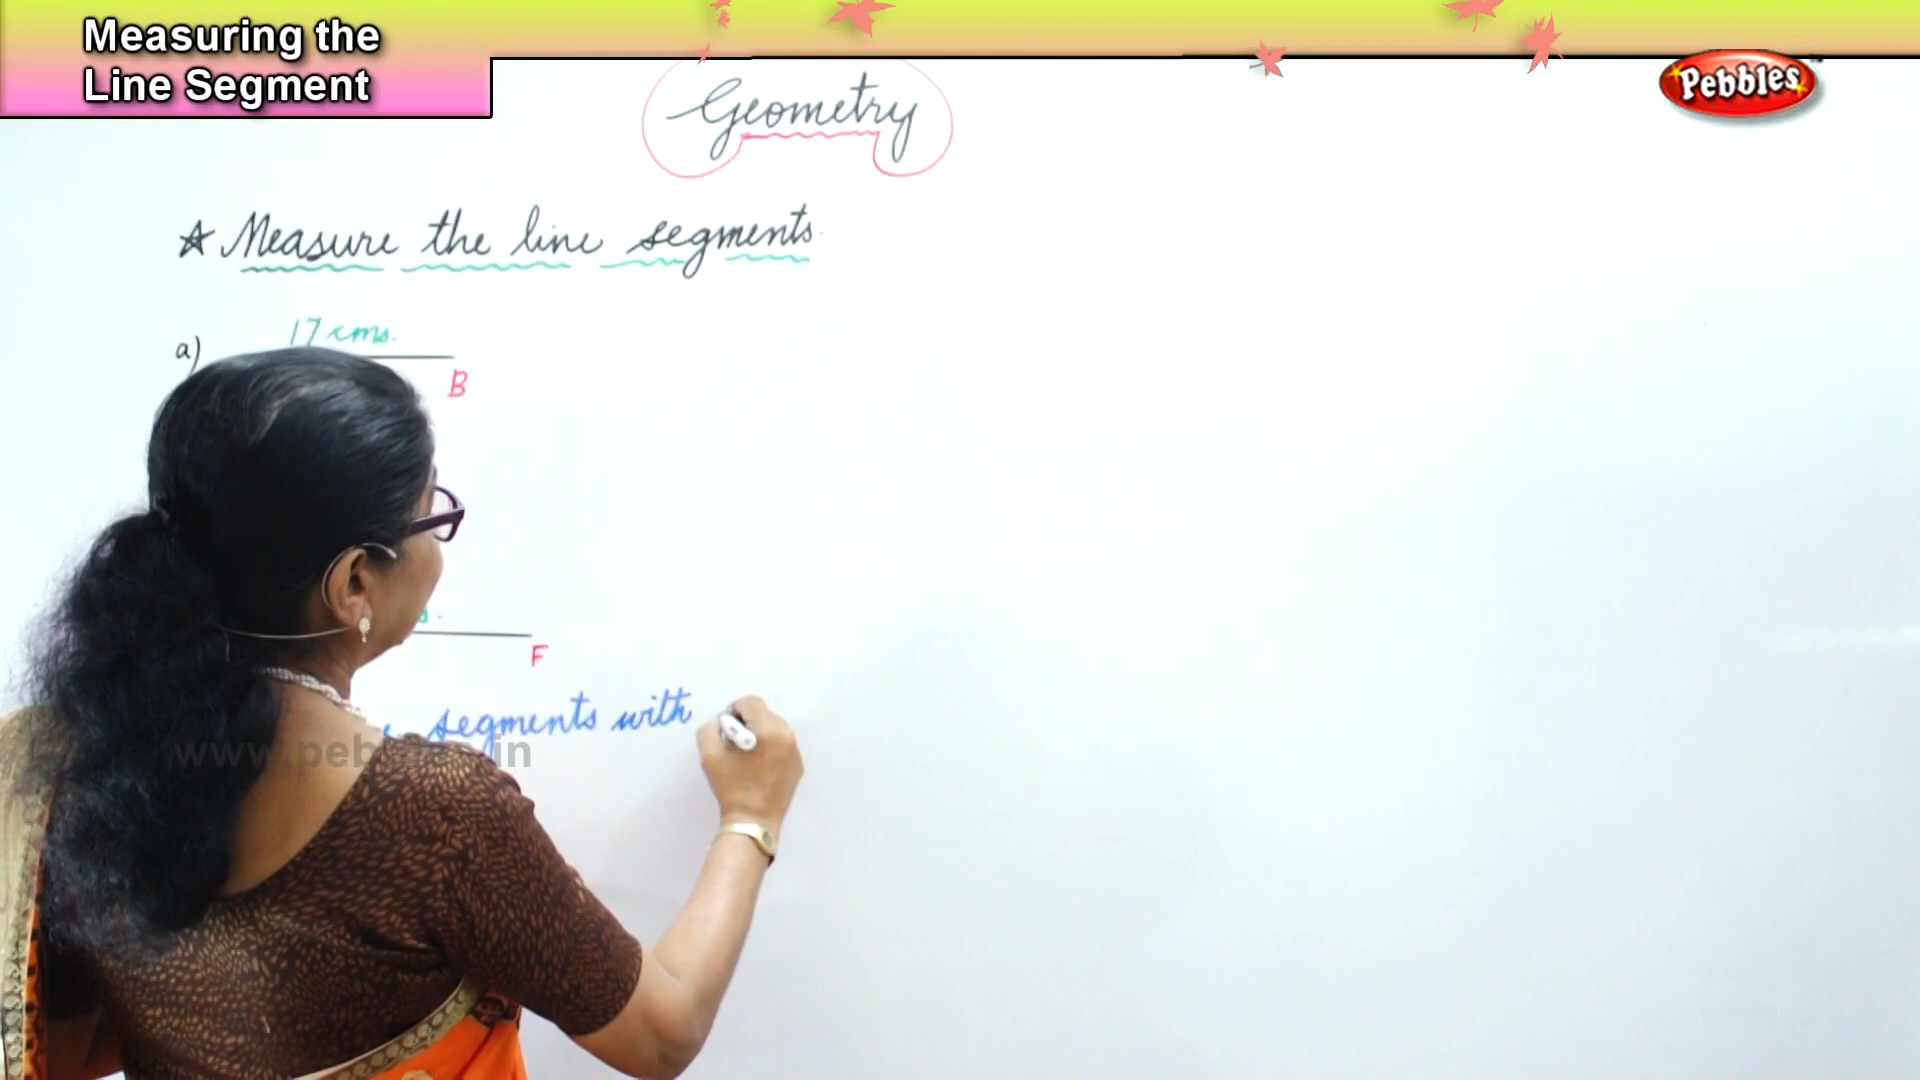 Measuring the
Line Segment
Pebbles
Geometry
☆ Measure the line segments.
a)
17 cms.
B
F
segments with
www.pebbles.in